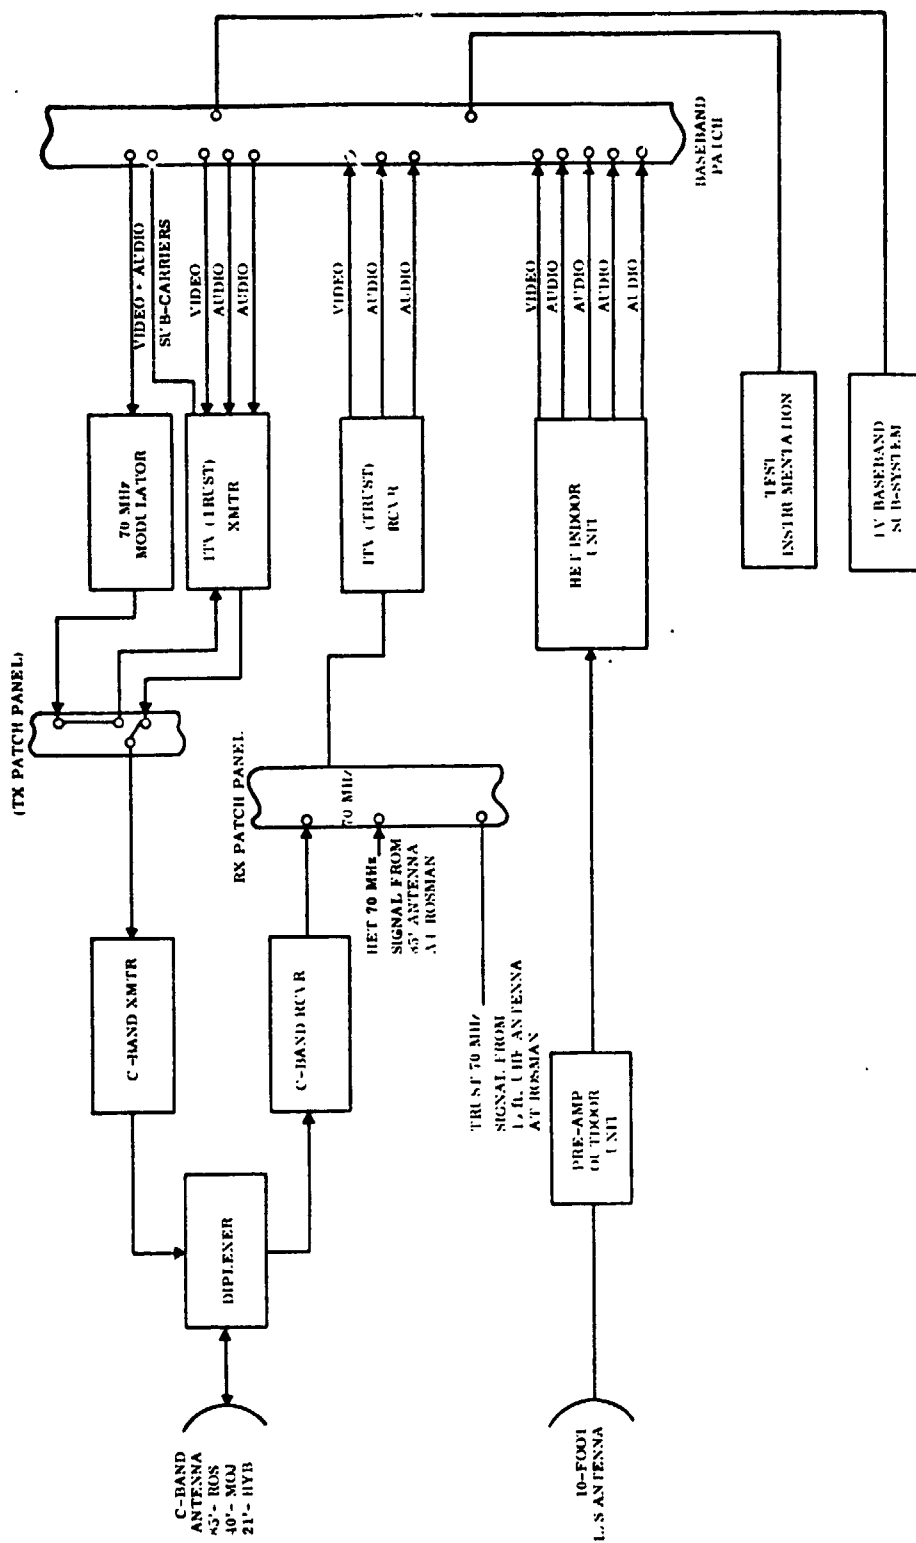 C-BAND
ANTENNA
85'- ROS
40'- MOJ
21'- HYB
DIPLEXER
C-BAND XMTR
C-BAND RCVR
(TX PATCH PANEL)
RX PATCH PANEL
70 MHz
HET 70 MHz
SIGNAL FROM
85' ANTENNA
AT ROSMAN
TRUST 70 MHz
SIGNAL FROM
ft. UHF ANTENNA
AT ROSMAN
70 MHz
MODULATOR
ITV (TRUST)
XMTR
ITV (TRUST)
RCVR
VIDEO + AUDIO
SUB-CARRIERS
VIDEO
AUDIO
AUDIO
VIDEO
AUDIO
AUDIO
BASEBAND
PATCH
10-FOOT
L/S ANTENNA
PRE-AMP
OUTDOOR
UNIT
HET INDOOR
UNIT
VIDEO
AUDIO
AUDIO
AUDIO
AUDIO
TEST
INSTRUMENTATION
TV BASEBAND
SUB-SYSTEM